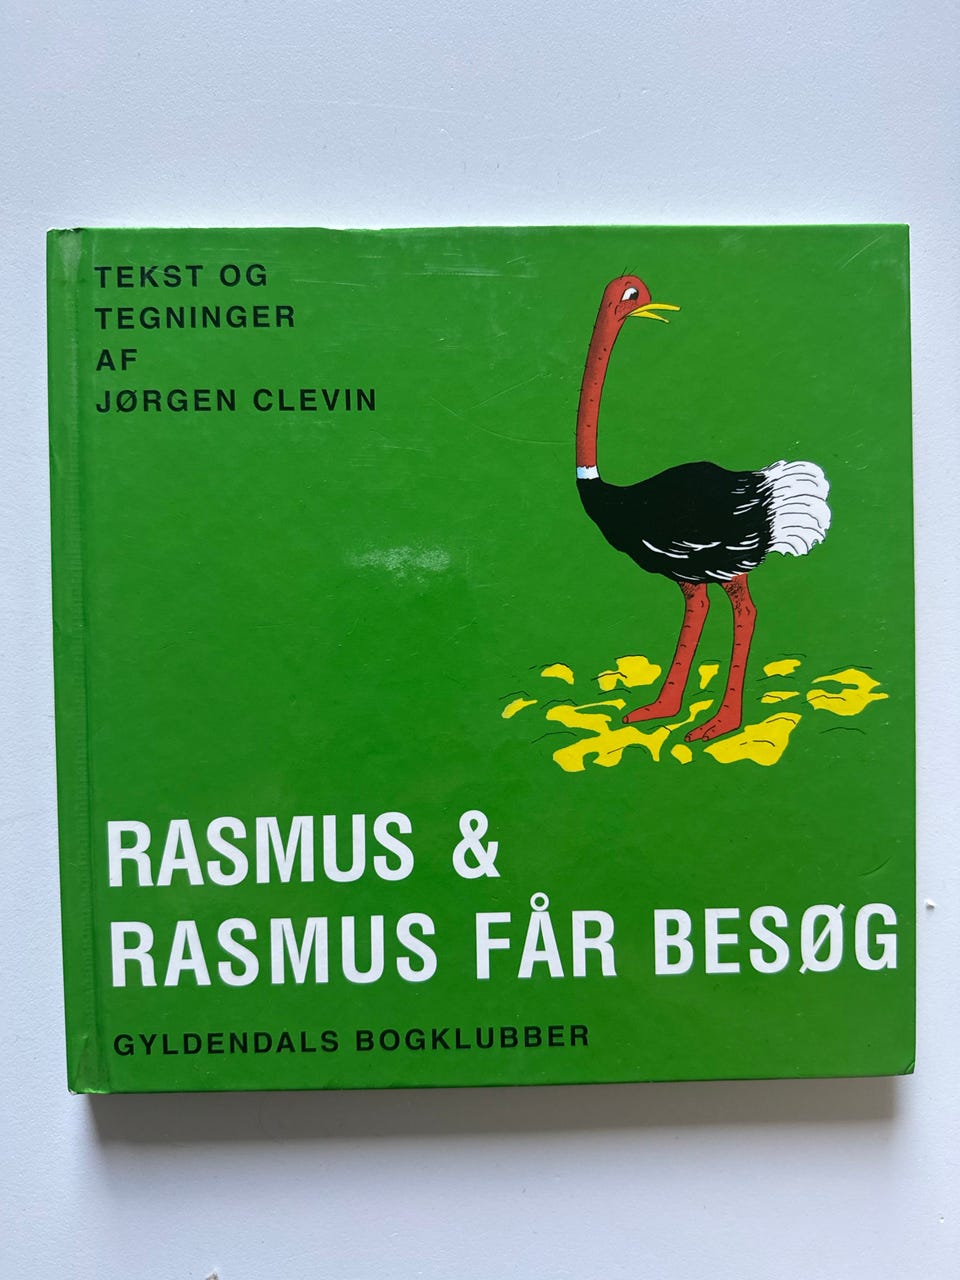 TEKST OG
TEGNINGER
AF
JØRGEN CLEVIN
RASMUS &
RASMUS FÅR BESØG
GYLDENDALS BOGKLUBBER